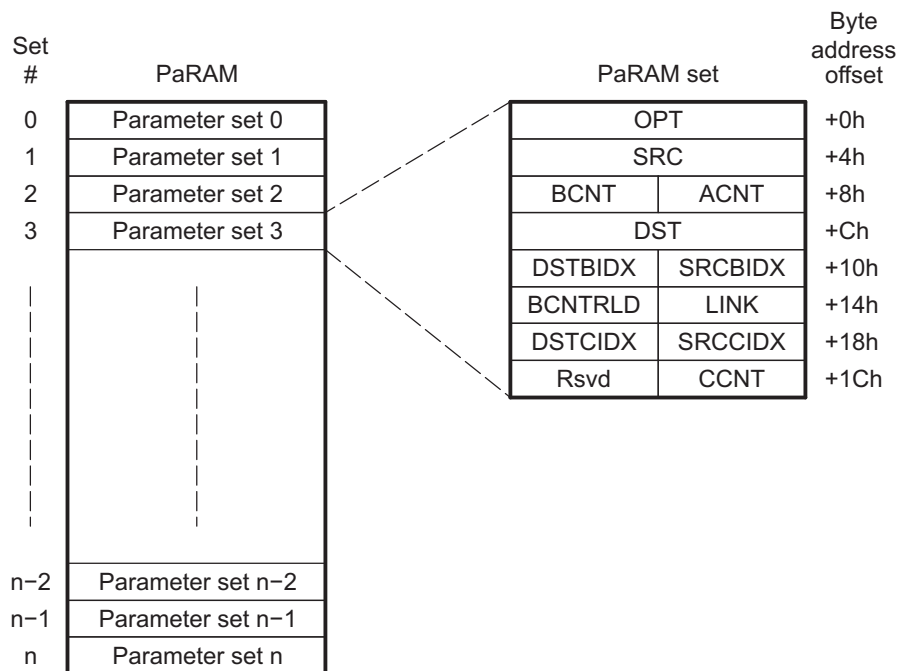 Set
#
PaRAM
0 Parameter set 0
1 Parameter set 1
2 Parameter set 2
3 Parameter set 3
n−2 Parameter set n−2
n−1 Parameter set n−1
n Parameter set n
PaRAM set
Byte
address
offset
OPT +0h
SRC +4h
BCNT ACNT +8h
DST +Ch
DSTBIDX SRCBIDX +10h
BCNTRLD LINK +14h
DSTCIDX SRCCIDX +18h
Rsvd CCNT +1Ch